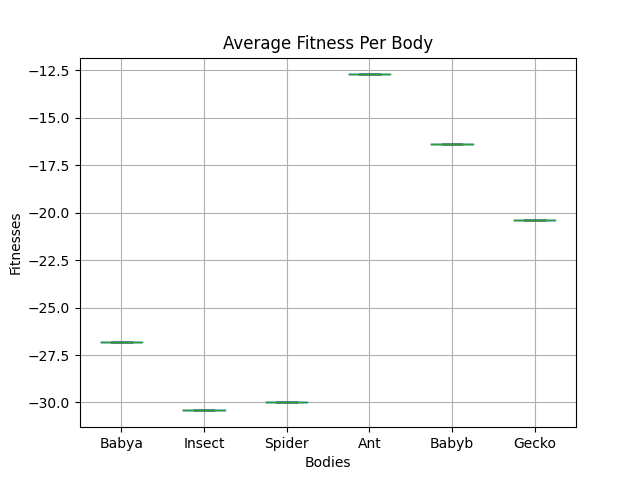 Average Fitness Per Body
−12.5
−15.0
−17.5
−20.0
−22.5
−25.0
−27.5
−30.0
Fitnesses
Babya Insect Spider Ant Babyb Gecko
Bodies